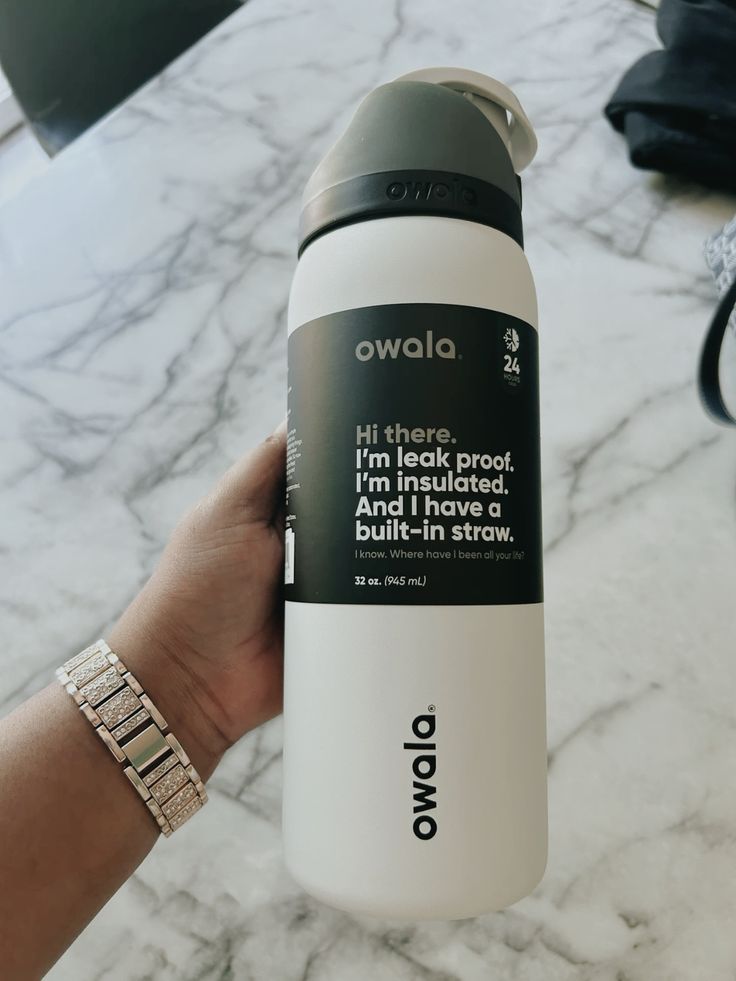 owala
owala®
24
HOURS
Hi there.
I'm leak proof.
I'm insulated.
And I have a
built-in straw.
I know. Where have I been all your life?
32 oz. (945 mL)
owala®